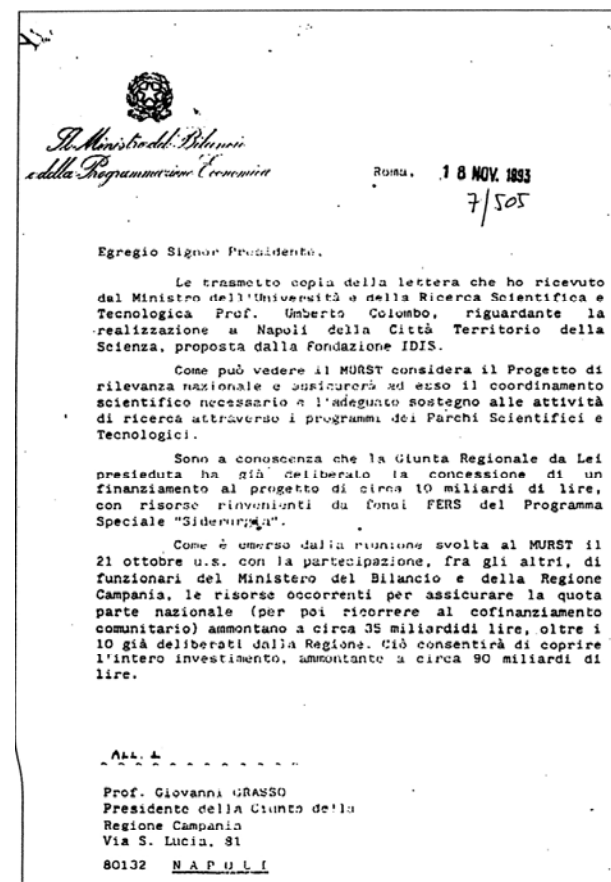 Il Ministro del Bilancio
e della Programmazione Economica
Roma, 18 NOV. 1993
7/505
Egregio Signor Presidente,
Le trasmetto copia della lettera che ho ricevuto
dal Ministro dell'Università e della Ricerca Scientifica e
Tecnologica Prof. Umberto Colombo, riguardante la
realizzazione a Napoli della Città Territorio della
Scienza, proposta dalla Fondazione IDIS.
Come può vedere il MURST considera il Progetto di
rilevanza nazionale e assicurerà ad esso il coordinamento
scientifico necessario e l'adeguato sostegno alle attività
di ricerca attraverso i programmi dei Parchi Scientifici e
Tecnologici.
Sono a conoscenza che la Giunta Regionale da Lei
presieduta ha già deliberato la concessione di un
finanziamento al progetto di circa 10 miliardi di lire,
con risorse rinvenienti da fondi FERS del Programma
Speciale "Siderurgia".
Come è emerso dalla riunione svolta al MURST il
21 ottobre u.s. con la partecipazione, fra gli altri, di
funzionari del Ministero del Bilancio e della Regione
Campania, le risorse occorrenti per assicurare la quota
parte nazionale (per poi ricorrere al cofinanziamento
comunitario) ammontano a circa 35 miliardidi lire, oltre i
10 già deliberati dalla Regione. Ciò consentirà di coprire
l'intero investimento, ammontante a circa 90 miliardi di
lire.
ALL. 1
Prof. Giovanni GRASSO
Presidente della Giunta della
Regione Campania
Via S. Lucia, 81
80132 N A P O L I